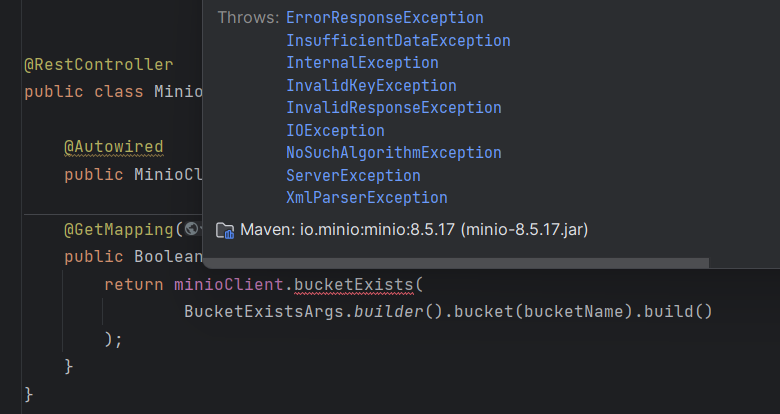 Throws: ErrorResponseException
InsufficientDataException
InternalException
InvalidKeyException
InvalidResponseException
IOException
NoSuchAlgorithmException
ServerException
XmlParserException
Maven: io.minio:minio:8.5.17 (minio-8.5.17.jar)
@RestController
public class Minio
@Autowired
public MinioCl
@GetMapping(
public Boolean
return minioClient.bucketExists(
BucketExistsArgs.builder().bucket(bucketName).build()
);
}
}